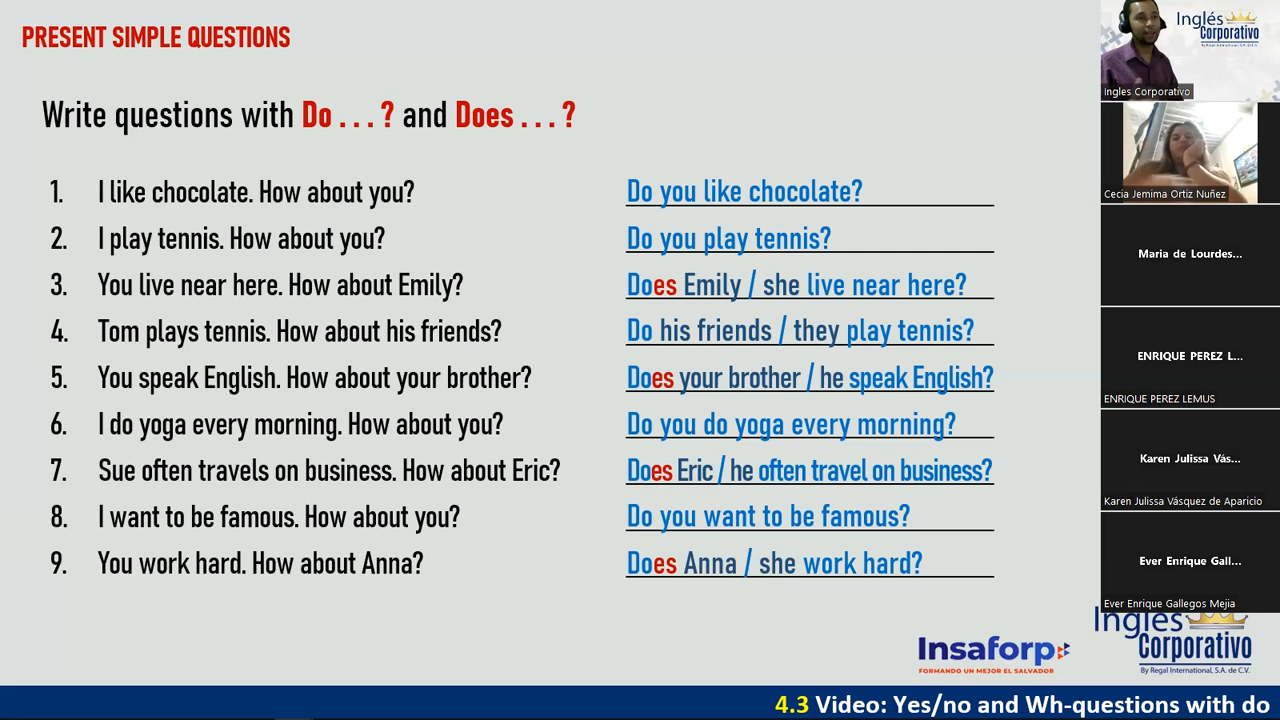 PRESENT SIMPLE QUESTIONS
Write questions with Do . . . ? and Does . . . ?
1. I like chocolate. How about you? Do you like chocolate?
2. I play tennis. How about you? Do you play tennis?
3. You live near here. How about Emily? Does Emily / she live near here?
4. Tom plays tennis. How about his friends? Do his friends / they play tennis?
5. You speak English. How about your brother? Does your brother / he speak English?
6. I do yoga every morning. How about you? Do you do yoga every morning?
7. Sue often travels on business. How about Eric? Does Eric / he often travel on business?
8. I want to be famous. How about you? Do you want to be famous?
9. You work hard. How about Anna? Does Anna / she work hard?
Inglés
Corporativo
By Regal International, S.A. de C.V.
Ingles Corporativo
Cecia Jemima Ortiz Nuñez
Maria de Lourdes...
ENRIQUE PEREZ L...
ENRIQUE PEREZ LEMUS
Karen Julissa Vás...
Karen Julissa Vásquez de Aparicio
Ever Enrique Gall...
Ever Enrique Gallegos Mejia
Insaforp
FORMANDO UN MEJOR EL SALVADOR
Inglés
Corporativo
By Regal International, S.A. de C.V.
4.3 Video: Yes/no and Wh-questions with do